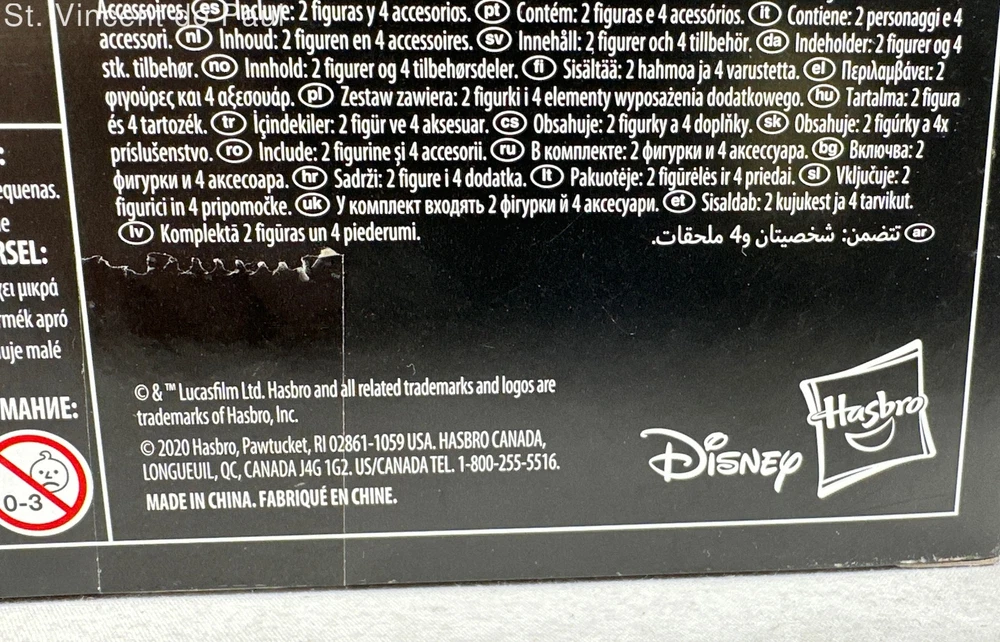 St. Vincent de Paul
Accessories. es Incluye: 2 figuras y 4 accesorios. pt Contém: 2 figuras e 4 acessórios. it Contiene: 2 personaggi e 4
accessori. nl Inhoud: 2 figuren en 4 accessoires. sv Innehåll: 2 figurer och 4 tillbehör. da Indeholder: 2 figurer og 4
stk. tilbehør. no Innhold: 2 figurer og 4 tilbehørsdeler. fi Sisältää: 2 hahmoa ja 4 varustetta. el Περιλαμβάνει: 2
φιγούρες και 4 αξεσουάρ. pl Zestaw zawiera: 2 figurki i 4 elementy wyposażenia dodatkowego. hu Tartalma: 2 figura
és 4 tartozék. tr İçindekiler: 2 figür ve 4 aksesuar. cs Obsahuje: 2 figurky a 4 doplňky. sk Obsahuje: 2 figúrky a 4x
príslušenstvo. ro Include: 2 figurine și 4 accesorii. ru В комплекте: 2 фигурки и 4 аксессуара. bg Включва: 2
фигурки и 4 аксесоара. hr Sadrži: 2 figure i 4 dodatka. lt Pakuotėje: 2 figūrėlės ir 4 priedai. sl Vključuje: 2
figurici in 4 pripomočke. uk У комплект входять 2 фігурки й 4 аксесуари. et Sisaldab: 2 kujukest ja 4 tarvikut.
lv Komplektā 2 figūras un 4 piederumi.
ar تتضمن: شخصيتان و4 ملحقات.
equenas.
RSEL:
ει μικρά
rmék apró
uje malé
ИМАНИЕ:
0-3
© & ™ Lucasfilm Ltd. Hasbro and all related trademarks and logos are
trademarks of Hasbro, Inc.
© 2020 Hasbro, Pawtucket, RI 02861-1059 USA. HASBRO CANADA,
LONGUEUIL, QC, CANADA J4G 1G2. US/CANADA TEL. 1-800-255-5516.
MADE IN CHINA. FABRIQUÉ EN CHINE.
Disney
Hasbro